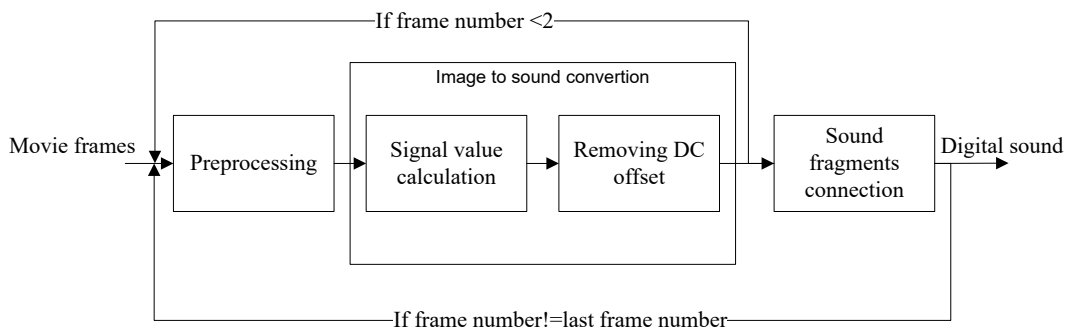 If frame number <2
Image to sound convertion
Movie frames
Preprocessing
Signal value
calculation
Removing DC
offset
Sound
fragments
connection
Digital sound
If frame number!=last frame number